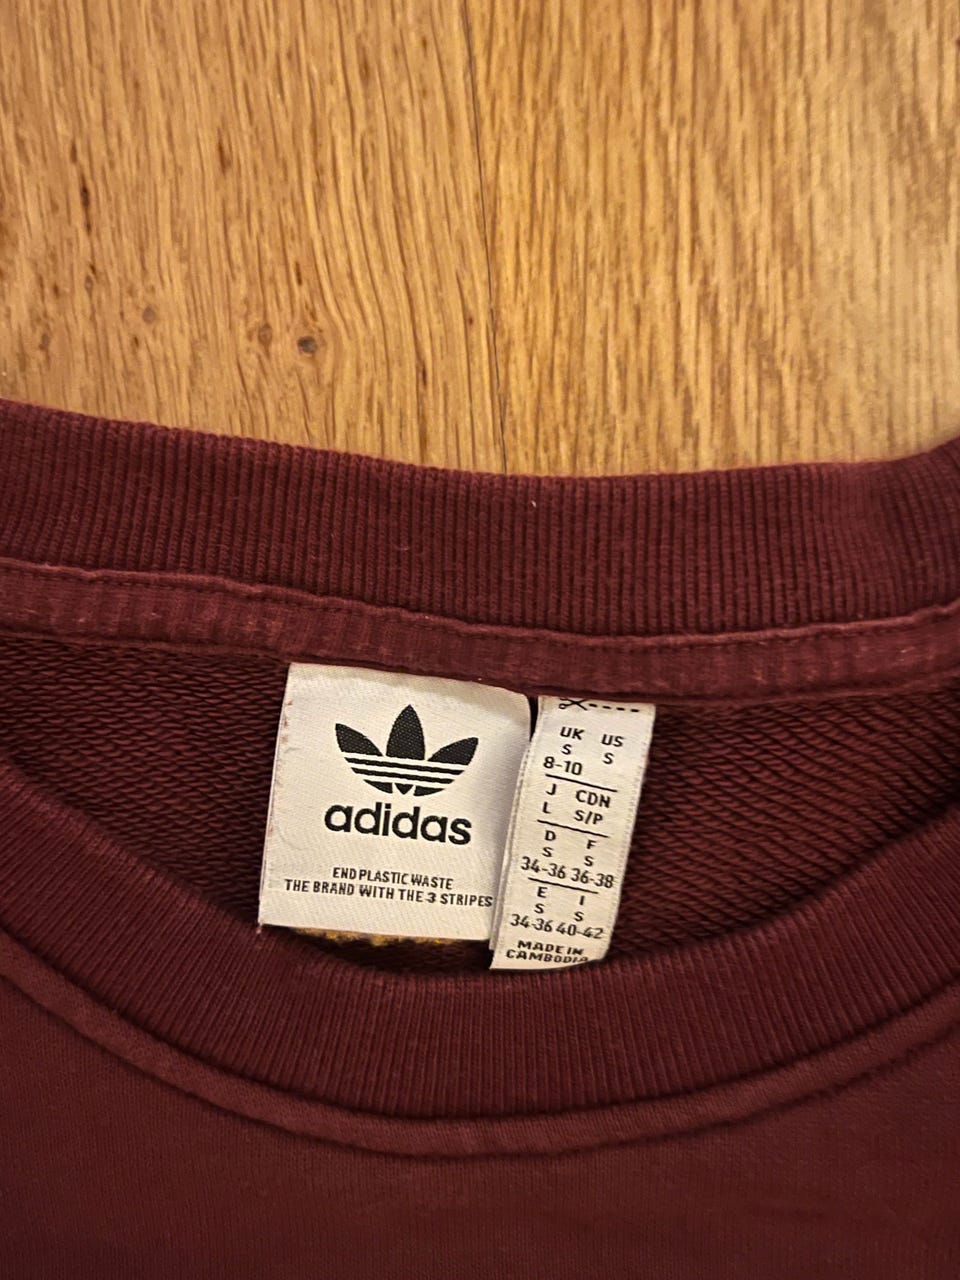 adidas
END PLASTIC WASTE
THE BRAND WITH THE 3 STRIPES
UK US
S S
8-10
J CDN
L S/P
D F
S S
34-36 36-38
E I
S S
34-36 40-42
MADE IN
CAMBODIA